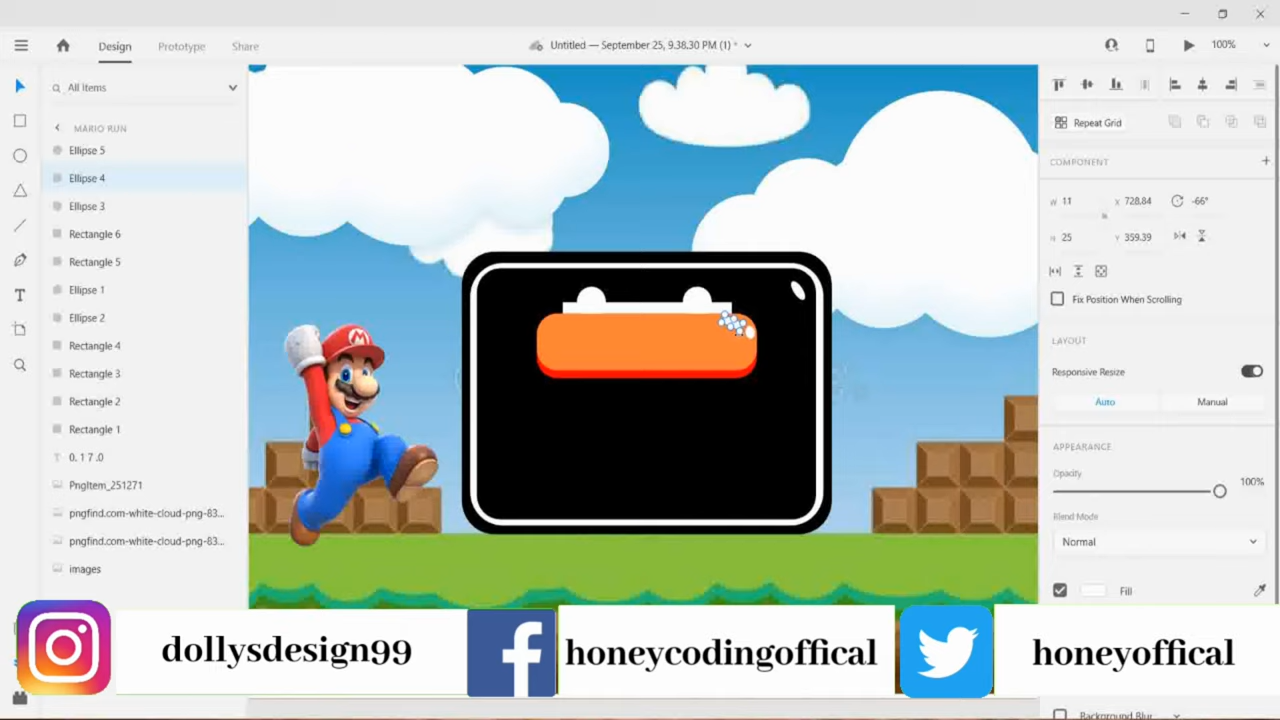 Design
Prototype
Share
Untitled — September 25, 9.38.30 PM (1) *
100%
All Items
MARIO RUN
Ellipse 5
Ellipse 4
Ellipse 3
Rectangle 6
Rectangle 5
Ellipse 1
Ellipse 2
Rectangle 4
Rectangle 3
Rectangle 2
Rectangle 1
T 0. 1 7 .0
PngItem_251271
pngfind.com-white-cloud-png-83...
pngfind.com-white-cloud-png-83...
images
M
Repeat Grid
COMPONENT
W 11 X 728.84 -66°
H 25 Y 359.39
Fix Position When Scrolling
LAYOUT
Responsive Resize
Auto Manual
APPEARANCE
Opacity
100%
Blend Mode
Normal
Fill
Background Blur
dollysdesign99
f honeycodingoffical
honeyoffical